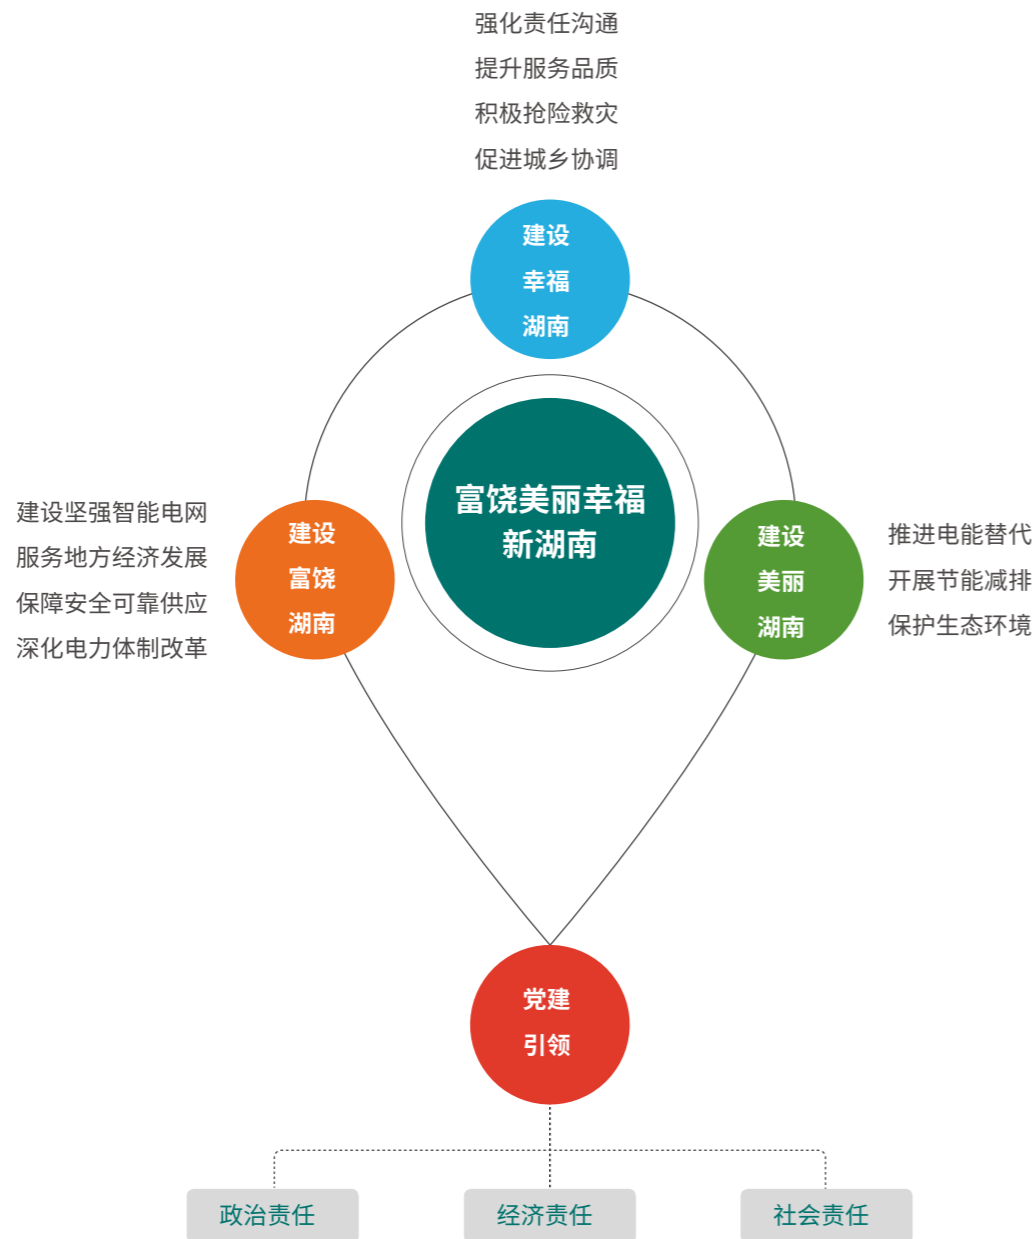 强化责任沟通
提升服务品质
积极抢险救灾
促进城乡协调
建设
幸福
湖南
富饶美丽幸福
新湖南
建设坚强智能电网
服务地方经济发展
保障安全可靠供应
深化电力体制改革
建设
富饶
湖南
建设
美丽
湖南
推进电能替代
开展节能减排
保护生态环境
党建
引领
政治责任
经济责任
社会责任